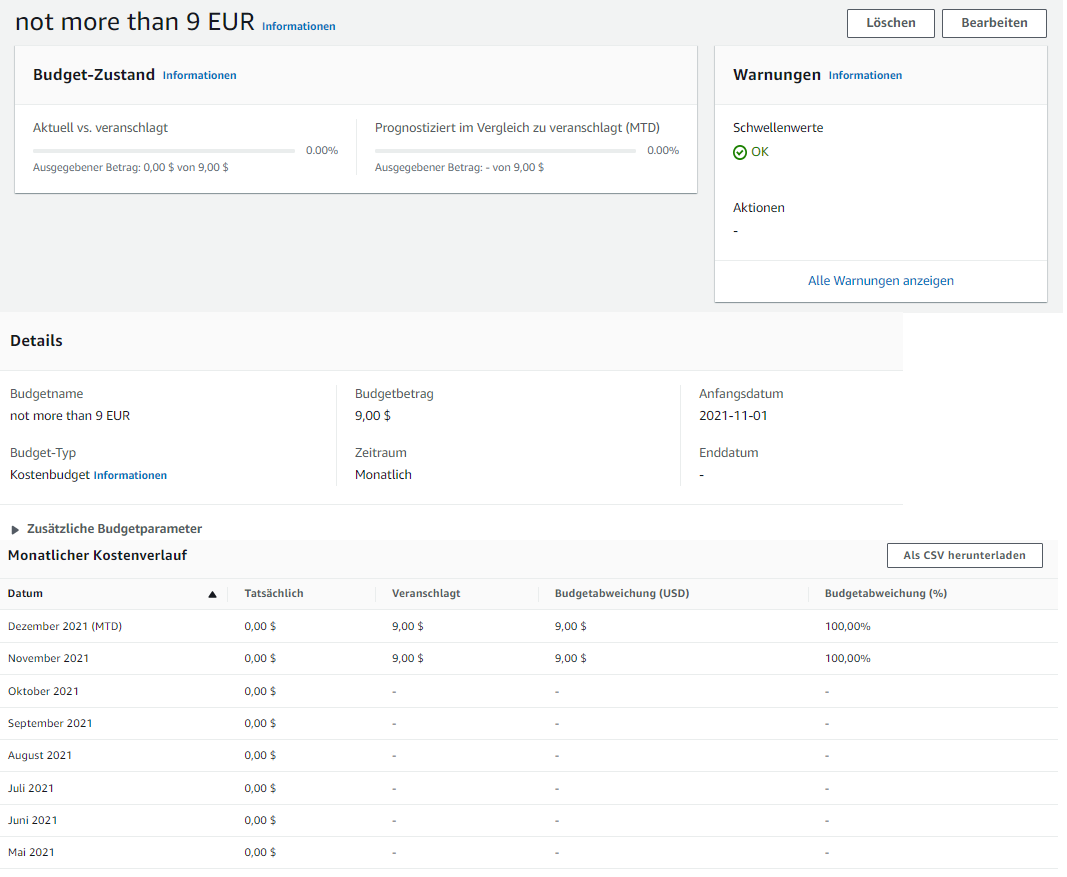 not more than 9 EUR Informationen
Löschen
Bearbeiten
Budget-Zustand Informationen
Aktuell vs. veranschlagt
0.00%
Ausgegebener Betrag: 0,00 $ von 9,00 $
Prognostiziert im Vergleich zu veranschlagt (MTD)
0.00%
Ausgegebener Betrag: - von 9,00 $
Warnungen Informationen
Schwellenwerte
OK
Aktionen
-
Alle Warnungen anzeigen
Details
Budgetname
not more than 9 EUR
Budget-Typ
Kostenbudget Informationen
Budgetbetrag
9,00 $
Zeitraum
Monatlich
Anfangsdatum
2021-11-01
Enddatum
-
Zusätzliche Budgetparameter
Monatlicher Kostenverlauf
Als CSV herunterladen
Datum Tatsächlich Veranschlagt Budgetabweichung (USD) Budgetabweichung (%)
Dezember 2021 (MTD) 0,00 $ 9,00 $ 9,00 $ 100,00%
November 2021 0,00 $ 9,00 $ 9,00 $ 100,00%
Oktober 2021 0,00 $ - - -
September 2021 0,00 $ - - -
August 2021 0,00 $ - - -
Juli 2021 0,00 $ - - -
Juni 2021 0,00 $ - - -
Mai 2021 0,00 $ - - -